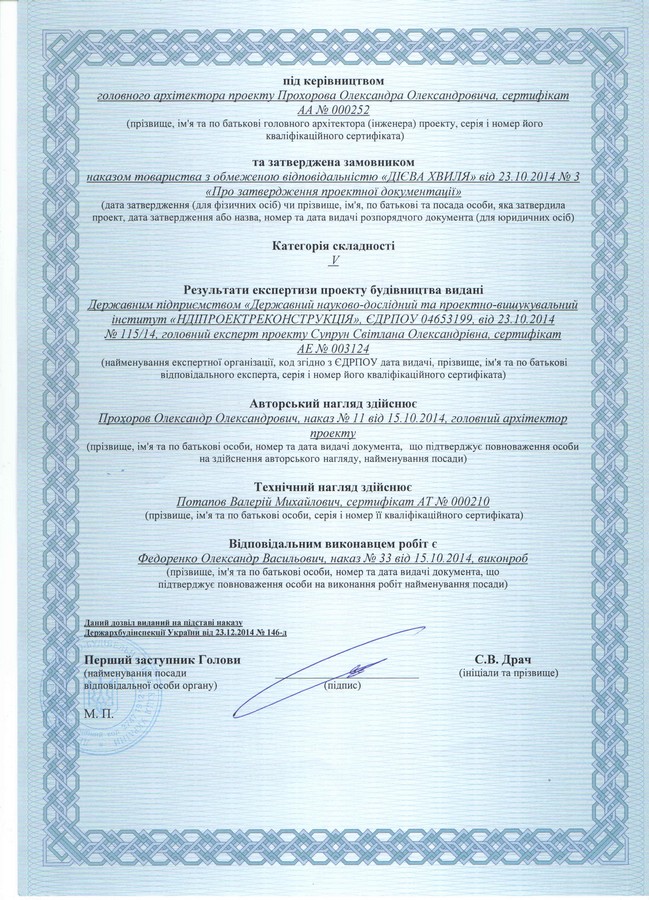 під керівництвом
головного архітектора проекту Прохорова Олександра Олександровича, сертифікат
АА № 000252
(прізвище, ім'я та по батькові головного архітектора (інженера) проекту, серія і номер його
кваліфікаційного сертифіката)
та затверджена замовником
наказом товариства з обмеженою відповідальністю «ДІЄВА ХВИЛЯ» від 23.10.2014 № 3
«Про затвердження проектної документації»
(дата затвердження (для фізичних осіб) чи прізвище, ім'я, по батькові та посада особи, яка затвердила
проект, дата затвердження або назва, номер та дата видачі розпорядчого документа (для юридичних осіб)
Категорія складності
V
Результати експертизи проекту будівництва видані
Державним підприємством «Державний науково-дослідний та проектно-вишукувальний
інститут «НДІПРОЕКТРЕКОНСТРУКЦІЯ», ЄДРПОУ 04653199, від 23.10.2014
№ 115/14, головний експерт проекту Супрун Світлана Олександрівна, сертифікат
АЕ № 003124
(найменування експертної організації, код згідно з ЄДРПОУ дата видачі, прізвище, ім'я та по батькові
відповідального експерта, серія і номер його кваліфікаційного сертифіката)
Авторський нагляд здійснює
Прохоров Олександр Олександрович, наказ № 11 від 15.10.2014, головний архітектор
проекту
(прізвище, ім'я та по батькові особи, номер та дата видачі документа, що підтверджує повноваження особи
на здійснення авторського нагляду, найменування посади)
Технічний нагляд здійснює
Потапов Валерій Михайлович, сертифікат АТ № 000210
(прізвище, ім'я та по батькові особи, серія і номер її кваліфікаційного сертифіката)
Відповідальним виконавцем робіт є
Федоренко Олександр Васильович, наказ № 33 від 15.10.2014, виконроб
(прізвище, ім'я та по батькові особи, номер та дата видачі документа, що
підтверджує повноваження особи на виконання робіт найменування посади)
Даний дозвіл виданий на підставі наказу
Держархбудінспекції України від 23.12.2014 № 146-д
Перший заступник Голови
С.В. Драч
(найменування посади
відповідальної особи органу)
(підпис)
(ініціали та прізвище)
М. П.